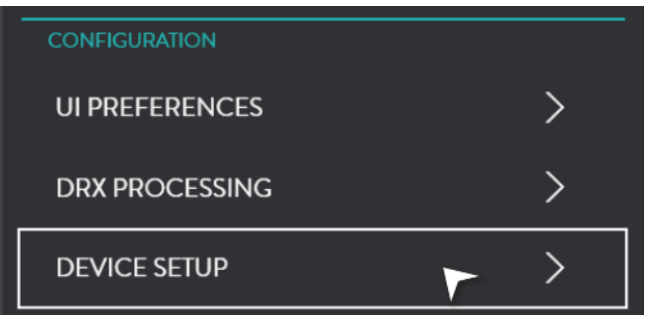 CONFIGURATION
UI PREFERENCES
DRX PROCESSING
DEVICE SETUP